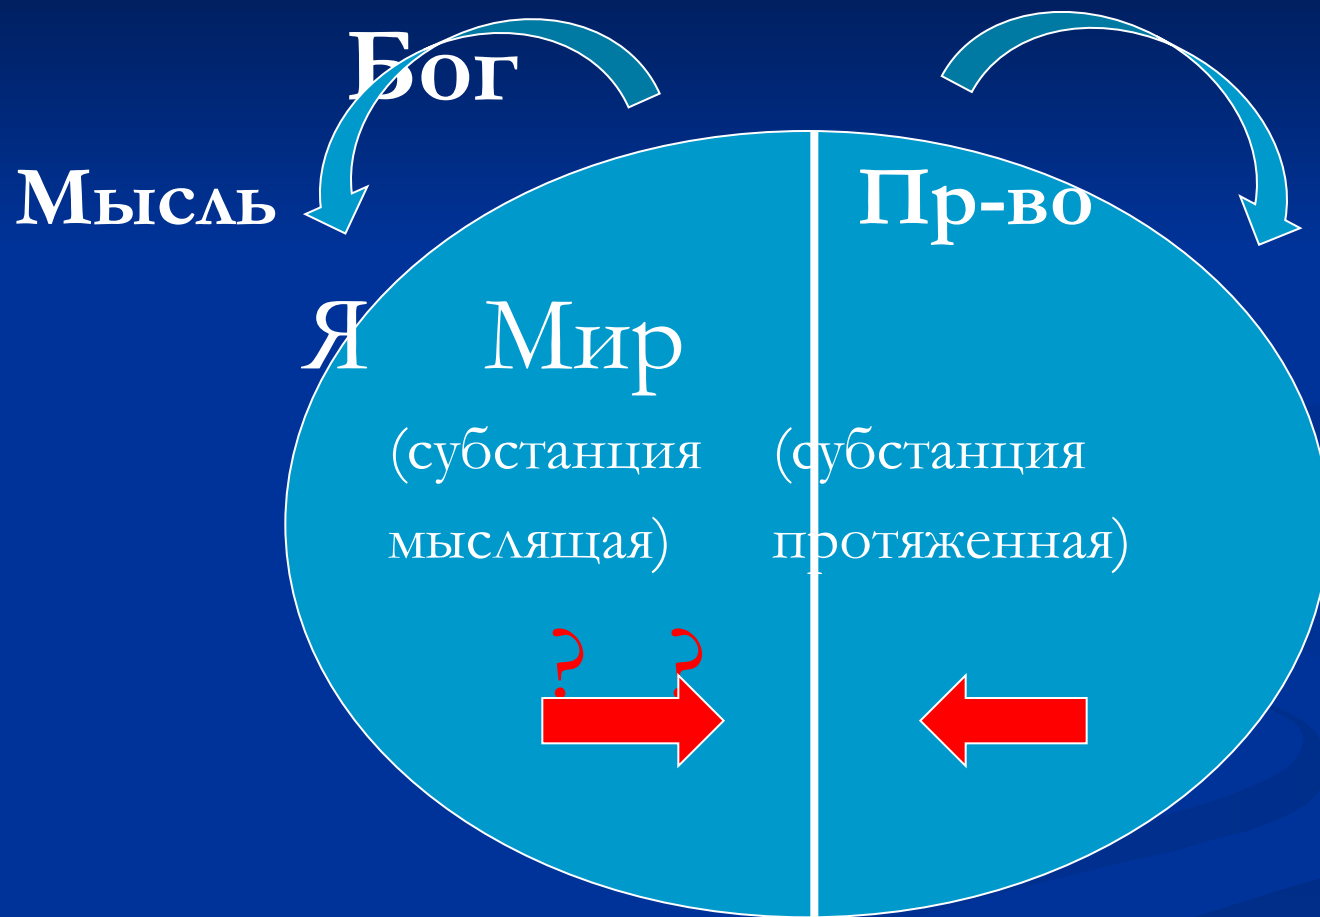 Бог
Мысль Пр-во
Я Мир
(субстанция (субстанция
мыслящая) протяженная)
? ?